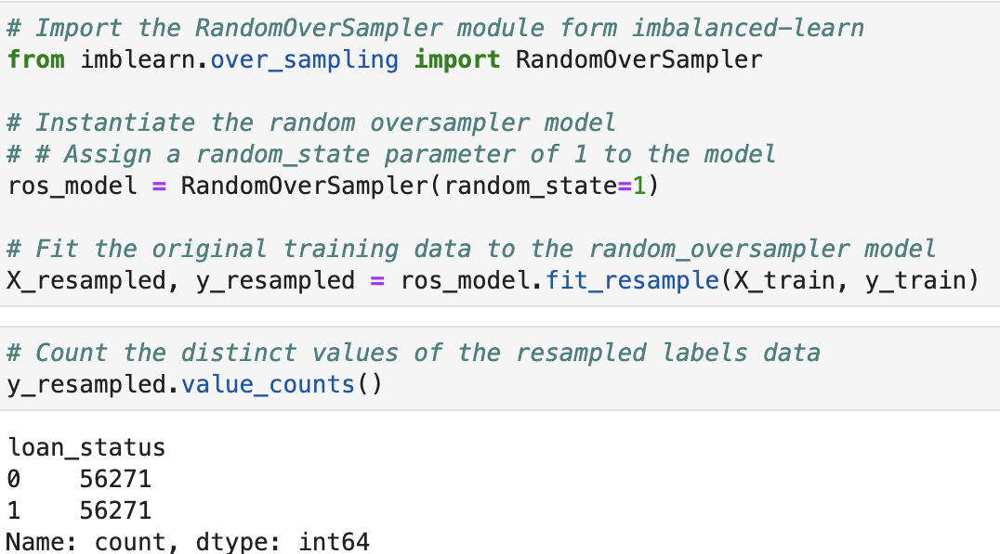 # Import the RandomOverSampler module form imbalanced-learn
from imblearn.over_sampling import RandomOverSampler
# Instantiate the random oversampler model
# # Assign a random_state parameter of 1 to the model
ros_model = RandomOverSampler(random_state=1)
# Fit the original training data to the random_oversampler model
X_resampled, y_resampled = ros_model.fit_resample(X_train, y_train)
# Count the distinct values of the resampled labels data
y_resampled.value_counts()
loan_status
0    56271
1    56271
Name: count, dtype: int64